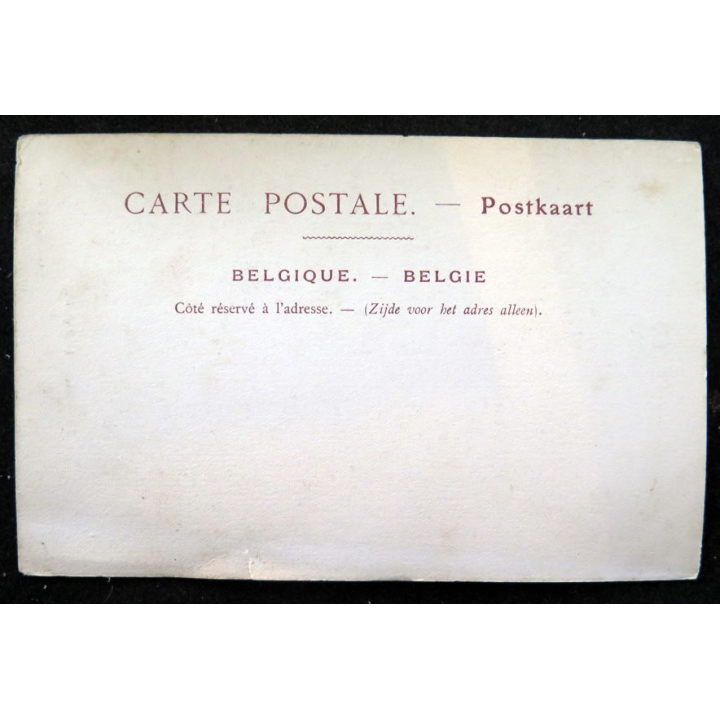 CARTE POSTALE. — Postkaart
BELGIQUE. — BELGIE
Côté réservé à l'adresse. — (Zijde voor het adres alleen).